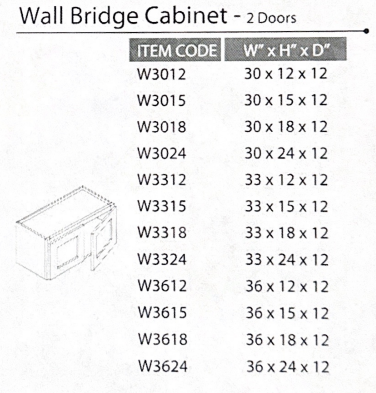 Wall Bridge Cabinet - 2 Doors
ITEM CODE W" x H" x D"
W3012 30 x 12 x 12
W3015 30 x 15 x 12
W3018 30 x 18 x 12
W3024 30 x 24 x 12
W3312 33 x 12 x 12
W3315 33 x 15 x 12
W3318 33 x 18 x 12
W3324 33 x 24 x 12
W3612 36 x 12 x 12
W3615 36 x 15 x 12
W3618 36 x 18 x 12
W3624 36 x 24 x 12